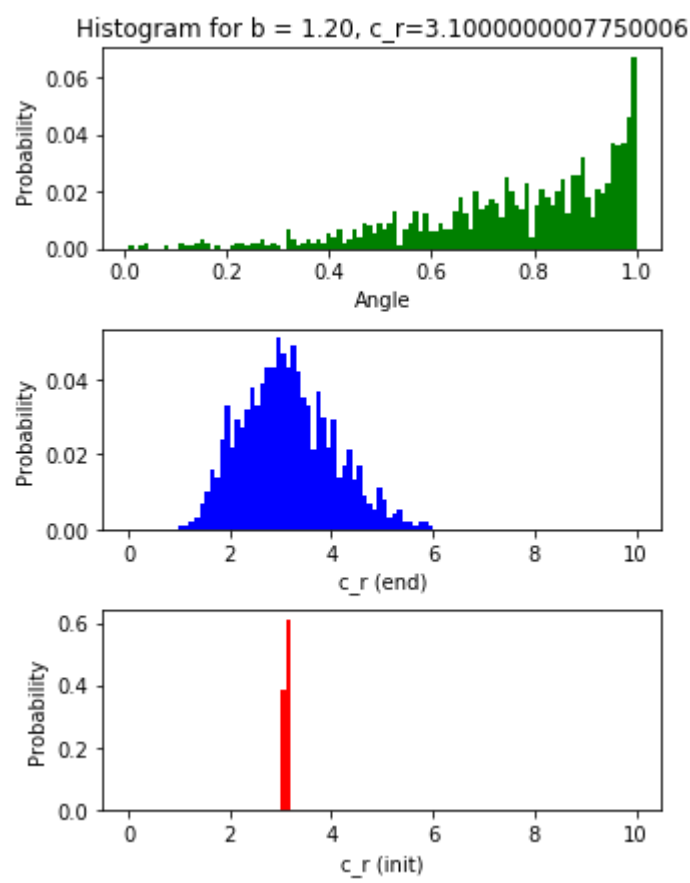 Histogram for b = 1.20, c_r=3.1000000007750006
0.06
0.04
0.02
0.00
Probability
0.0 0.2 0.4 0.6 0.8 1.0
Angle
0.04
0.02
0.00
Probability
0 2 4 6 8 10
c_r (end)
0.6
0.4
0.2
0.0
Probability
0 2 4 6 8 10
c_r (init)